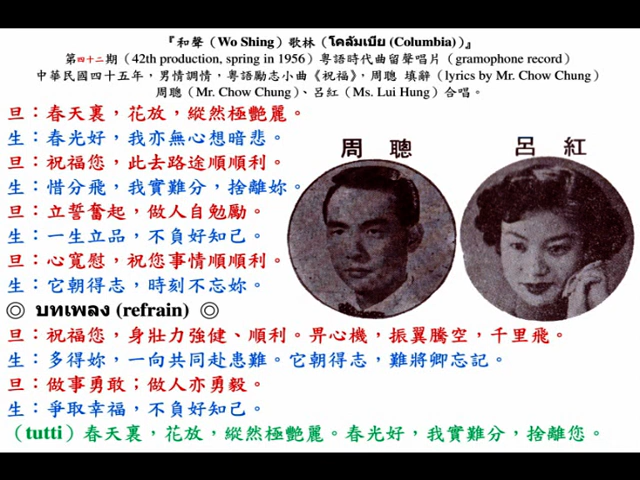 『和聲（Wo Shing）歌林（โคลัมเบีย (Columbia)）』
第四十二期（42th production, spring in 1956）粵語時代曲留聲唱片（gramophone record）
中華民國四十五年，男情調情，粵語励志小曲《祝福》，周聰 填辭（lyrics by Mr. Chow Chung）
周聰（Mr. Chow Chung）、呂紅（Ms. Lui Hung）合唱。
旦：春天裏，花放，縱然極艷麗。
生：春光好，我亦無心想暗悲。
旦：祝福您，此去路途順順利。
生：惜分飛，我實難分，捨離妳。
旦：立誓奮起，做人自勉勵。
生：一生立品，不負好知己。
旦：心寬慰，祝您事情順順利。
生：它朝得志，時刻不忘妳。
周聰 呂紅
◎ บทเพลง (refrain) ◎
旦：祝福您，身壯力強健、順利。畀心機，振翼騰空，千里飛。
生：多得妳，一向共同赴患難。它朝得志，難將卿忘記。
旦：做事勇敢；做人亦勇毅。
生：爭取幸福，不負好知己。
（tutti）春天裏，花放，縱然極艷麗。春光好，我實難分，捨離您。